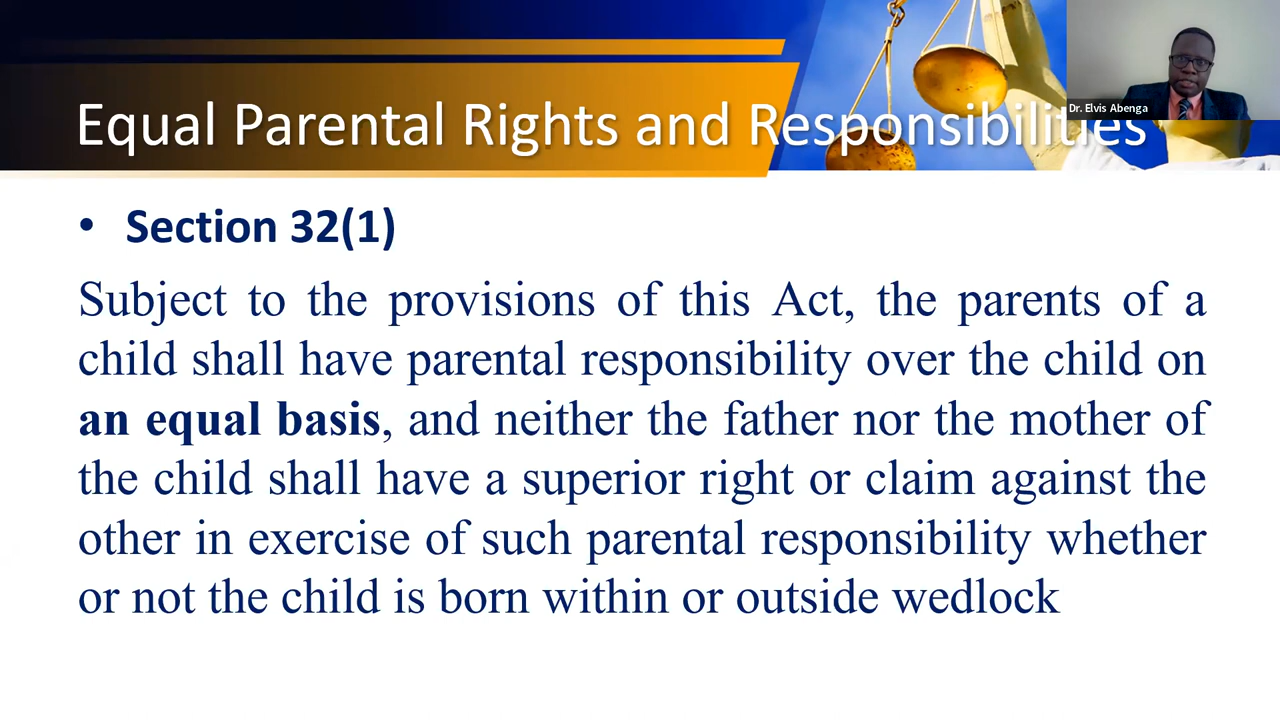 Dr. Elvis Abenga
Equal Parental Rights and Responsibilities
• Section 32(1)
Subject to the provisions of this Act, the parents of a
child shall have parental responsibility over the child on
an equal basis, and neither the father nor the mother of
the child shall have a superior right or claim against the
other in exercise of such parental responsibility whether
or not the child is born within or outside wedlock